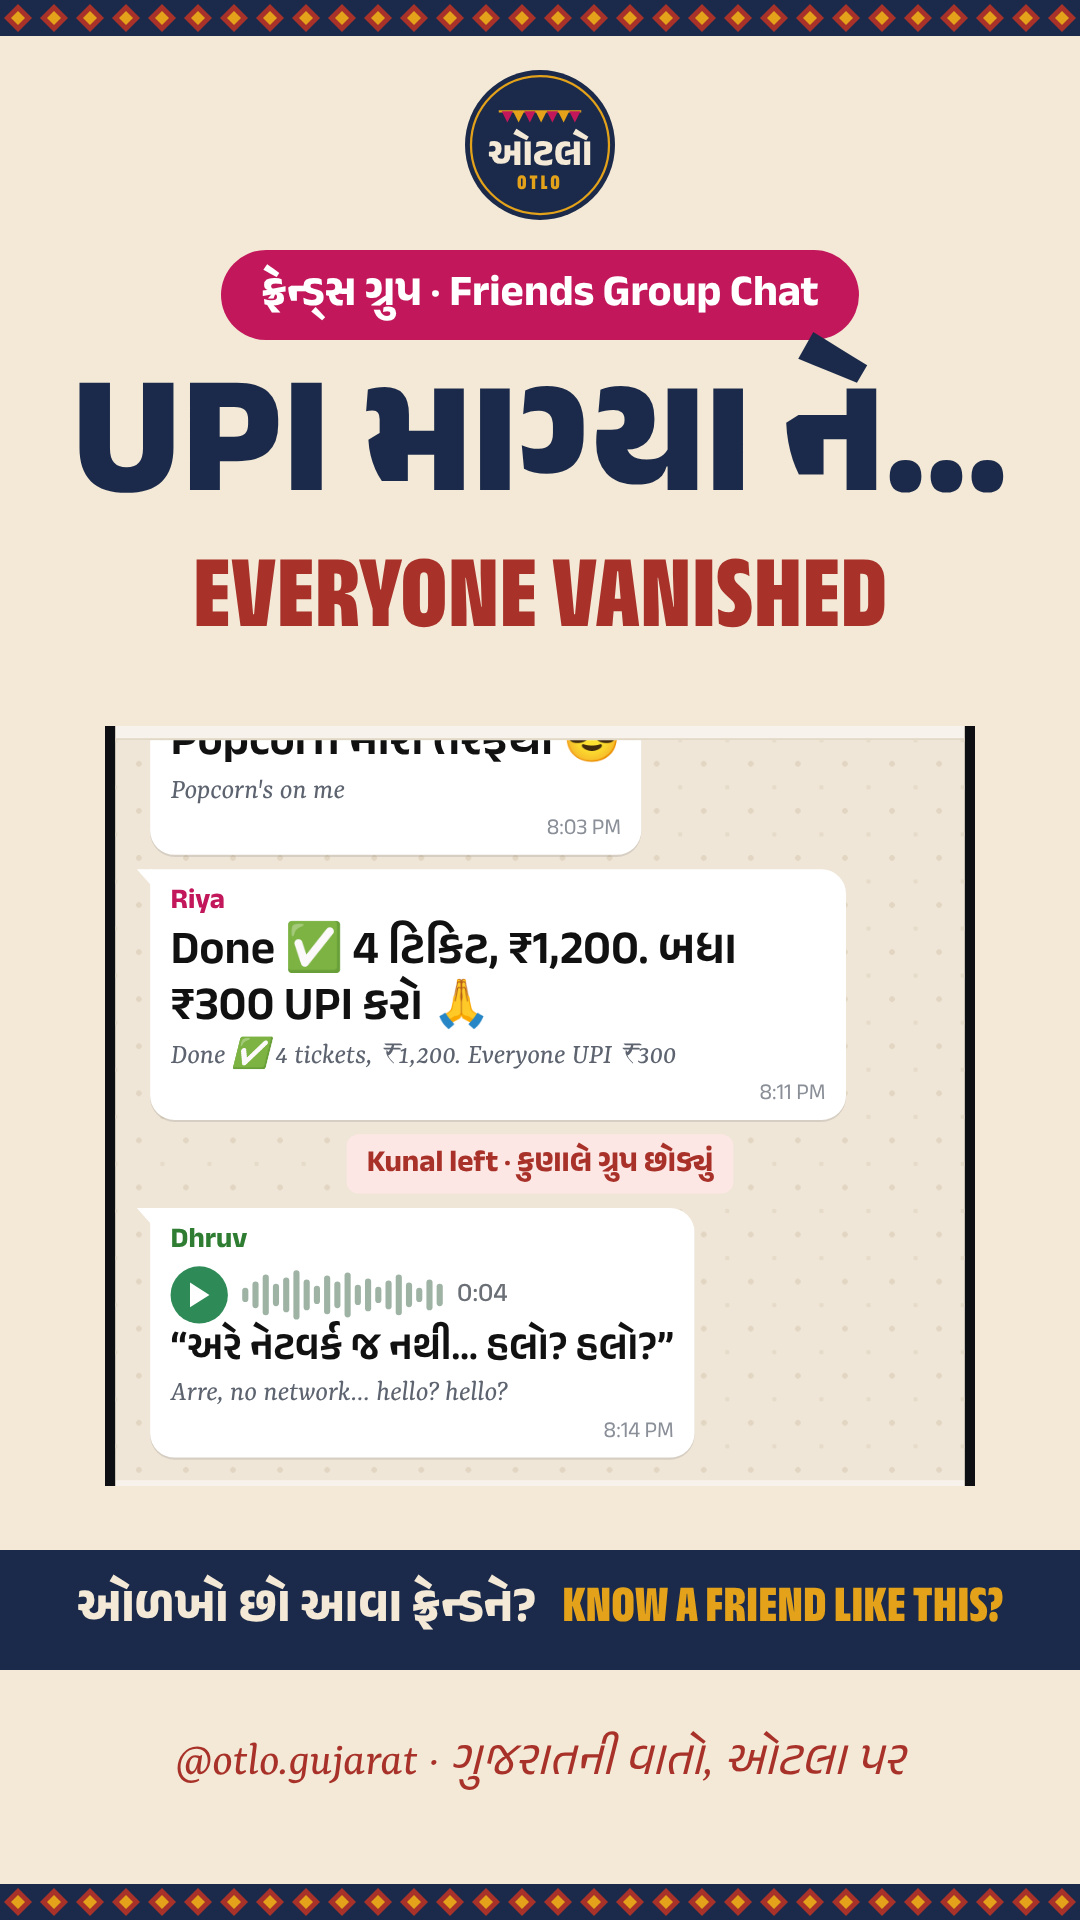 ઓટલો
OTLO
ફ્રેન્ડ્સ ગ્રુપ · Friends Group Chat
UPI માગ્યા ને...
EVERYONE VANISHED
Popcorn મારા તરફથી 😎
Popcorn's on me
8:03 PM
Riya
Done ✅ 4 ટિકિટ, ₹1,200. બધા
₹300 UPI કરો 🙏
Done ✅ 4 tickets, ₹1,200. Everyone UPI ₹300
8:11 PM
Kunal left · કુણાલે ગ્રુપ છોડ્યું
Dhruv
0:04
“અરે નેટવર્ક જ નથી... હલો? હલો?”
Arre, no network... hello? hello?
8:14 PM
ઓળખો છો આવા ફ્રેન્ડને? KNOW A FRIEND LIKE THIS?
@otlo.gujarat · ગુજરાતની વાતો, ઓટલા પર